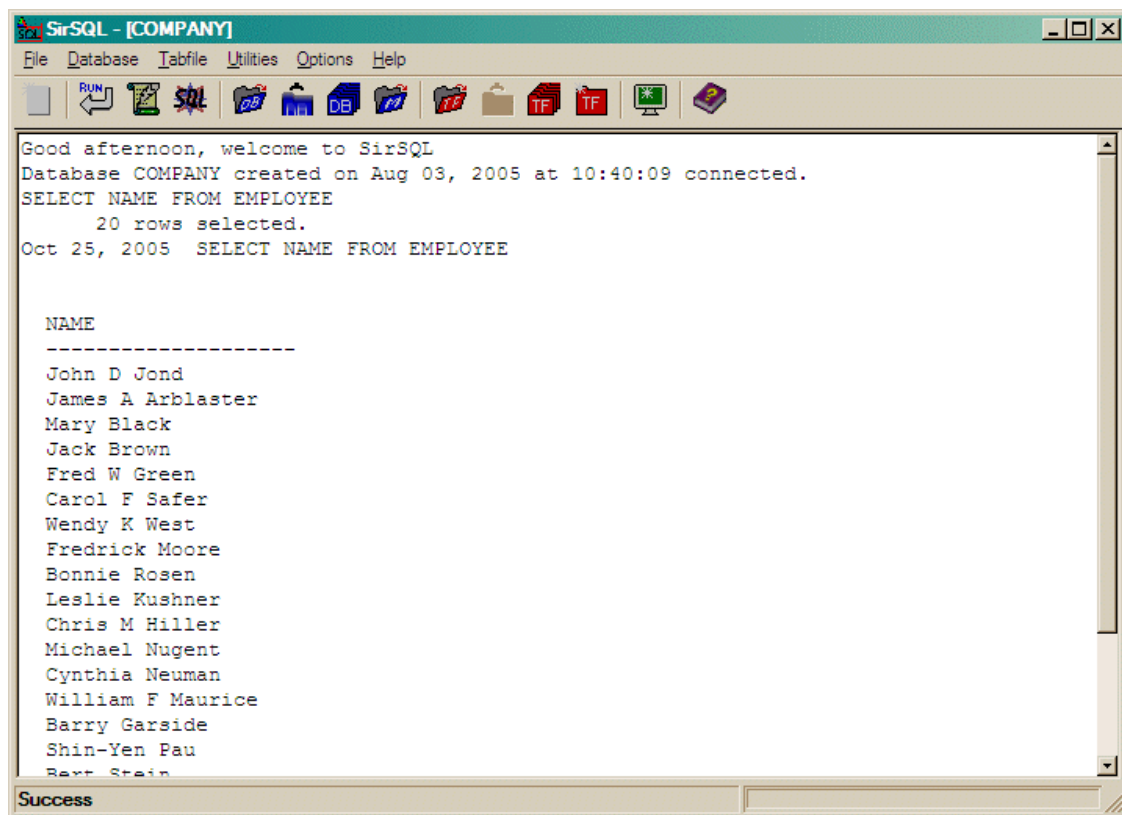 SirSQL - [COMPANY]
File Database Tabfile Utilities Options Help
RUN SQL DB DB TF TF TF
Good afternoon, welcome to SirSQL
Database COMPANY created on Aug 03, 2005 at 10:40:09 connected.
SELECT NAME FROM EMPLOYEE
20 rows selected.
Oct 25, 2005 SELECT NAME FROM EMPLOYEE
NAME
--------------------
John D Jond
James A Arblaster
Mary Black
Jack Brown
Fred W Green
Carol F Safer
Wendy K West
Fredrick Moore
Bonnie Rosen
Leslie Kushner
Chris M Hiller
Michael Nugent
Cynthia Neuman
William F Maurice
Barry Garside
Shin-Yen Pau
Bert Stein
Success